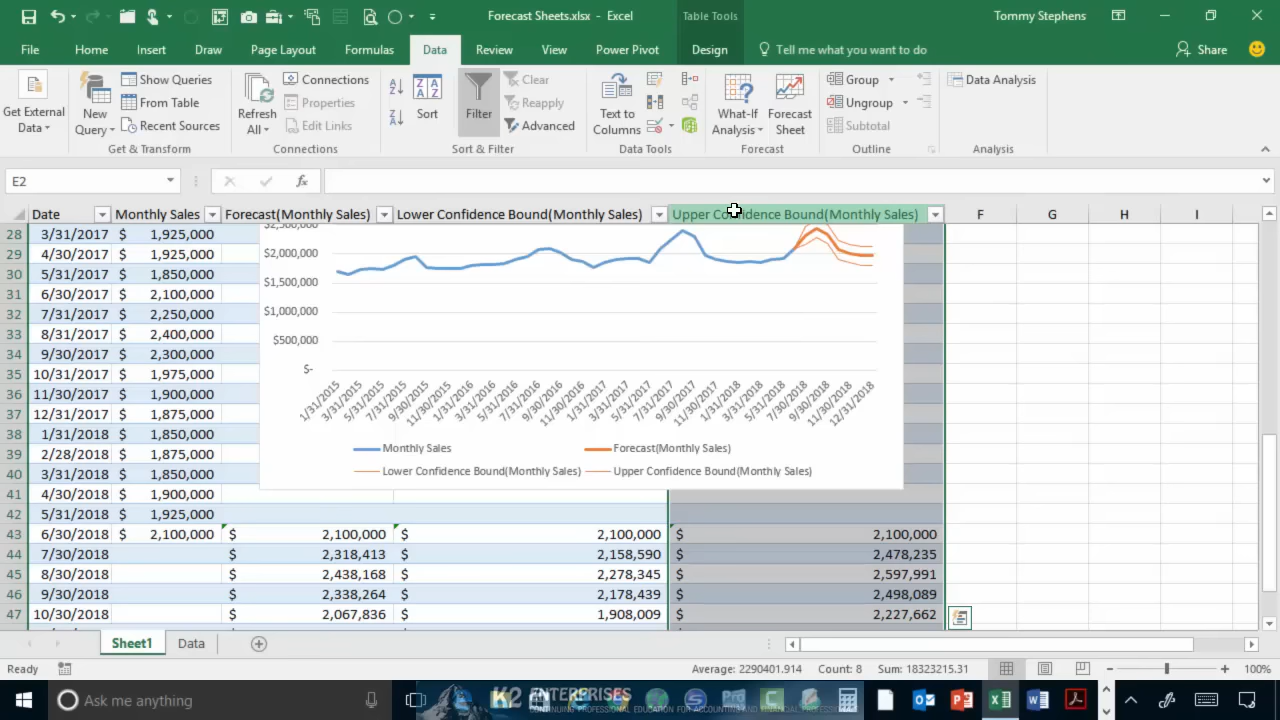 Forecast Sheets.xlsx - Excel
Table Tools
Tommy Stephens
File Home Insert Draw Page Layout Formulas Data Review View Power Pivot Design Tell me what you want to do Share
Get External Data
New Query
Show Queries
From Table
Recent Sources
Get & Transform
Refresh All
Connections
Properties
Edit Links
Connections
Sort
Filter
Clear
Reapply
Advanced
Sort & Filter
Text to Columns
Data Tools
What-If Analysis
Forecast Sheet
Forecast
Group
Ungroup
Subtotal
Outline
Data Analysis
Analysis
E2
fx
Date Monthly Sales Forecast(Monthly Sales) Lower Confidence Bound(Monthly Sales) Upper Confidence Bound(Monthly Sales) F G H I
28 3/31/2017 $ 1,925,000
29 4/30/2017 $ 1,925,000
30 5/31/2017 $ 1,850,000
31 6/30/2017 $ 2,100,000
32 7/31/2017 $ 2,250,000
33 8/31/2017 $ 2,400,000
34 9/30/2017 $ 2,300,000
35 10/31/2017 $ 1,975,000
36 11/30/2017 $ 1,900,000
37 12/31/2017 $ 1,875,000
38 1/31/2018 $ 1,850,000
39 2/28/2018 $ 1,875,000
40 3/31/2018 $ 1,850,000
41 4/30/2018 $ 1,900,000
42 5/31/2018 $ 1,925,000
43 6/30/2018 $ 2,100,000 $ 2,100,000 $ 2,100,000 $ 2,100,000
44 7/30/2018 $ 2,318,413 $ 2,158,590 $ 2,478,235
45 8/30/2018 $ 2,438,168 $ 2,278,345 $ 2,597,991
46 9/30/2018 $ 2,338,264 $ 2,178,439 $ 2,498,089
47 10/30/2018 $ 2,067,836 $ 1,908,009 $ 2,227,662
$2,500,000
$2,000,000
$1,500,000
$1,000,000
$500,000
$-
1/31/2015 3/31/2015 5/31/2015 7/31/2015 9/30/2015 11/30/2015 1/31/2016 3/31/2016 5/31/2016 7/31/2016 9/30/2016 11/30/2016 1/31/2017 3/31/2017 5/31/2017 7/31/2017 9/30/2017 11/30/2017 1/31/2018 3/31/2018 5/31/2018 7/30/2018 9/30/2018 11/30/2018 12/31/2018
Monthly Sales Forecast(Monthly Sales)
Lower Confidence Bound(Monthly Sales) Upper Confidence Bound(Monthly Sales)
Sheet1 Data
Ready Average: 2290401.914 Count: 8 Sum: 18323215.31 100%
Ask me anything
K2 ENTERPRISES
CONTINUING PROFESSIONAL EDUCATION FOR ACCOUNTING AND FINANCIAL PROFESSIONALS